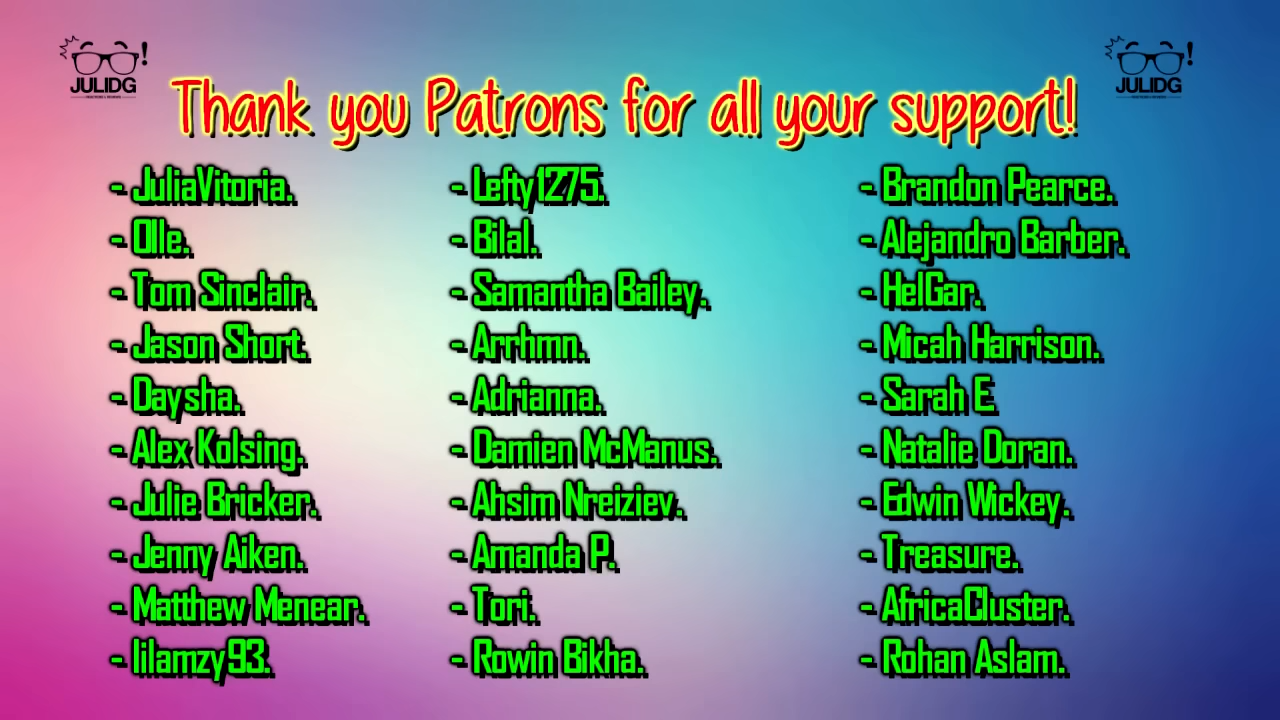 JULIDG
JULIDG
Thank you Patrons for all your support!
- JuliaVitoria.
- Olle.
- Tom Sinclair.
- Jason Short.
- Daysha.
- Alex Kolsing.
- Julie Bricker.
- Jenny Aiken.
- Matthew Menear.
- lilamzy93.
- Lefty1275.
- Bilal.
- Samantha Bailey.
- Arrhmn.
- Adrianna.
- Damien McManus.
- Ahsim Nreiziev.
- Amanda P.
- Tori.
- Rowin Bikha.
- Brandon Pearce.
- Alejandro Barber.
- HelGar.
- Micah Harrison.
- Sarah E.
- Natalie Doran.
- Edwin Wickey.
- Treasure.
- AfricaCluster.
- Rohan Aslam.